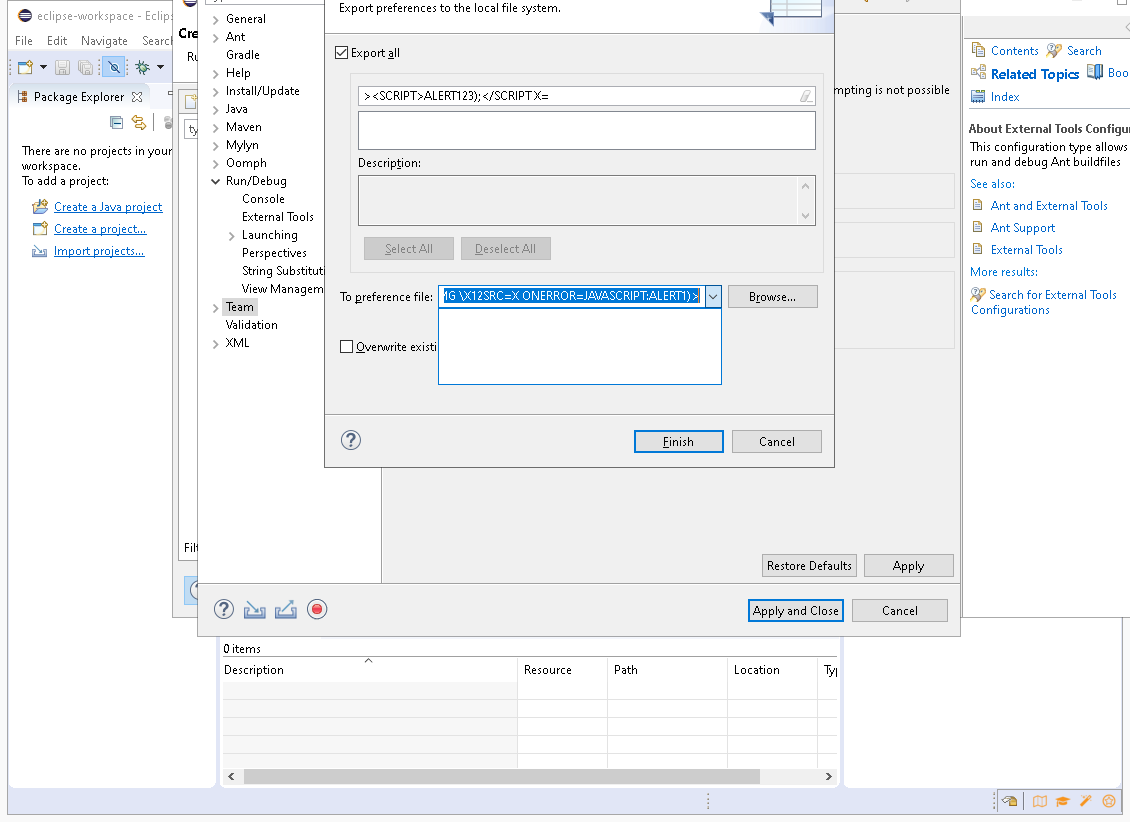 eclipse-workspace - Eclips
File Edit Navigate Search
Package Explorer
There are no projects in your
workspace.
To add a project:
Create a Java project
Create a project...
Import projects...
Cre
Ru
ty
Filt
General
Ant
Gradle
Help
Install/Update
Java
Maven
Mylyn
Oomph
Run/Debug
Console
External Tools
Launching
Perspectives
String Substituti
View Managem
Team
Validation
XML
Export preferences to the local file system.
Export all
><SCRIPT>ALERT123);</SCRIPTX=
Description:
Select All Deselect All
To preference file: MG \X12SRC=X ONERROR=JAVASCRIPT:ALERT1)> Browse...
Overwrite existi
Finish Cancel
mpting is not possible
Restore Defaults Apply
Apply and Close Cancel
Contents Search
Related Topics Boo
Index
About External Tools Configu
This configuration type allows
run and debug Ant buildfiles
See also:
Ant and External Tools
Ant Support
External Tools
More results:
Search for External Tools
Configurations
0 items
Description Resource Path Location Typ